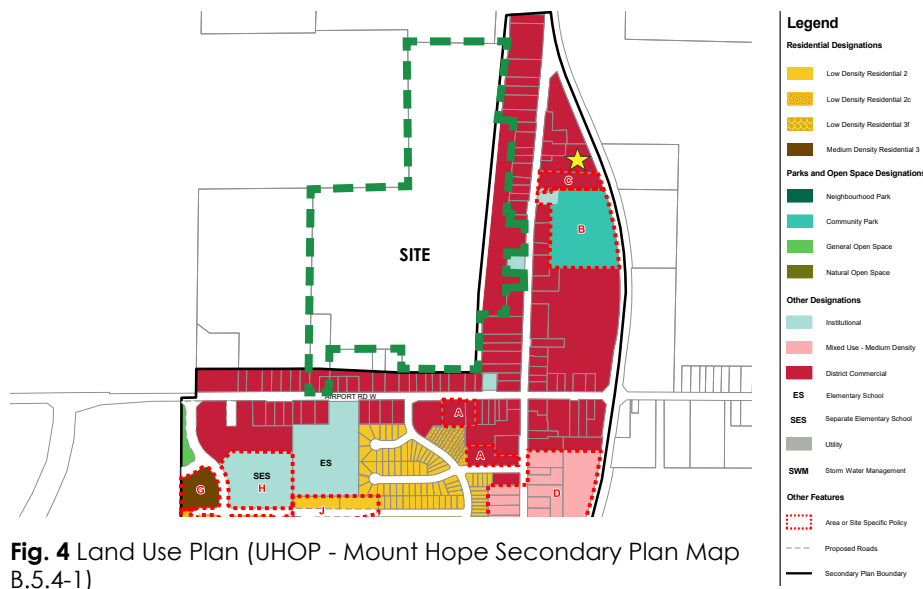 C
B
SITE
AIRPORT RD W
A
A
ES
SES
H
G
J
D
Legend
Residential Designations
Low Density Residential 2
Low Density Residential 2c
Low Density Residential 3f
Medium Density Residential 3
Parks and Open Space Designations
Neighbourhood Park
Community Park
General Open Space
Natural Open Space
Other Designations
Institutional
Mixed Use - Medium Density
District Commercial
ES Elementary School
SES Separate Elementary School
Utility
SWM Storm Water Management
Other Features
Area or Site Specific Policy
Proposed Roads
Secondary Plan Boundary
Fig. 4 Land Use Plan (UHOP - Mount Hope Secondary Plan Map
B.5.4-1)